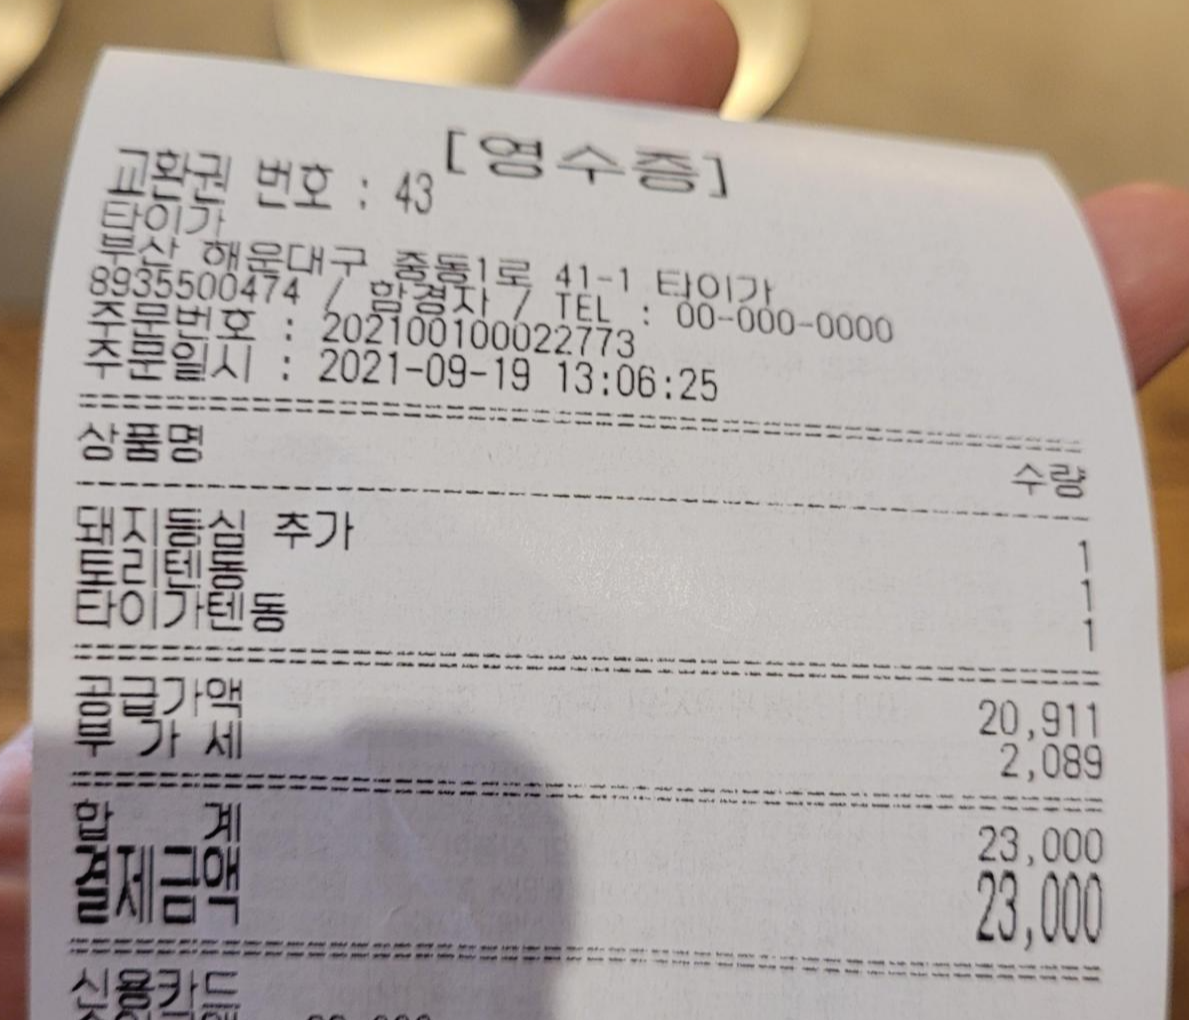 [영수증]
교환권 번호 : 43
타이가
부산 해운대구 중동1로 41-1 타이가
8935500474 / 함경자 / TEL : 00-000-0000
주문번호 : 202100100022773
주문일시 : 2021-09-19 13:06:25
상품명 수량
돼지등심 추가 1
토리텐동 1
타이가텐동 1
공급가액 20,911
부 가 세 2,089
합 계 23,000
결제금액 23,000
신용카드